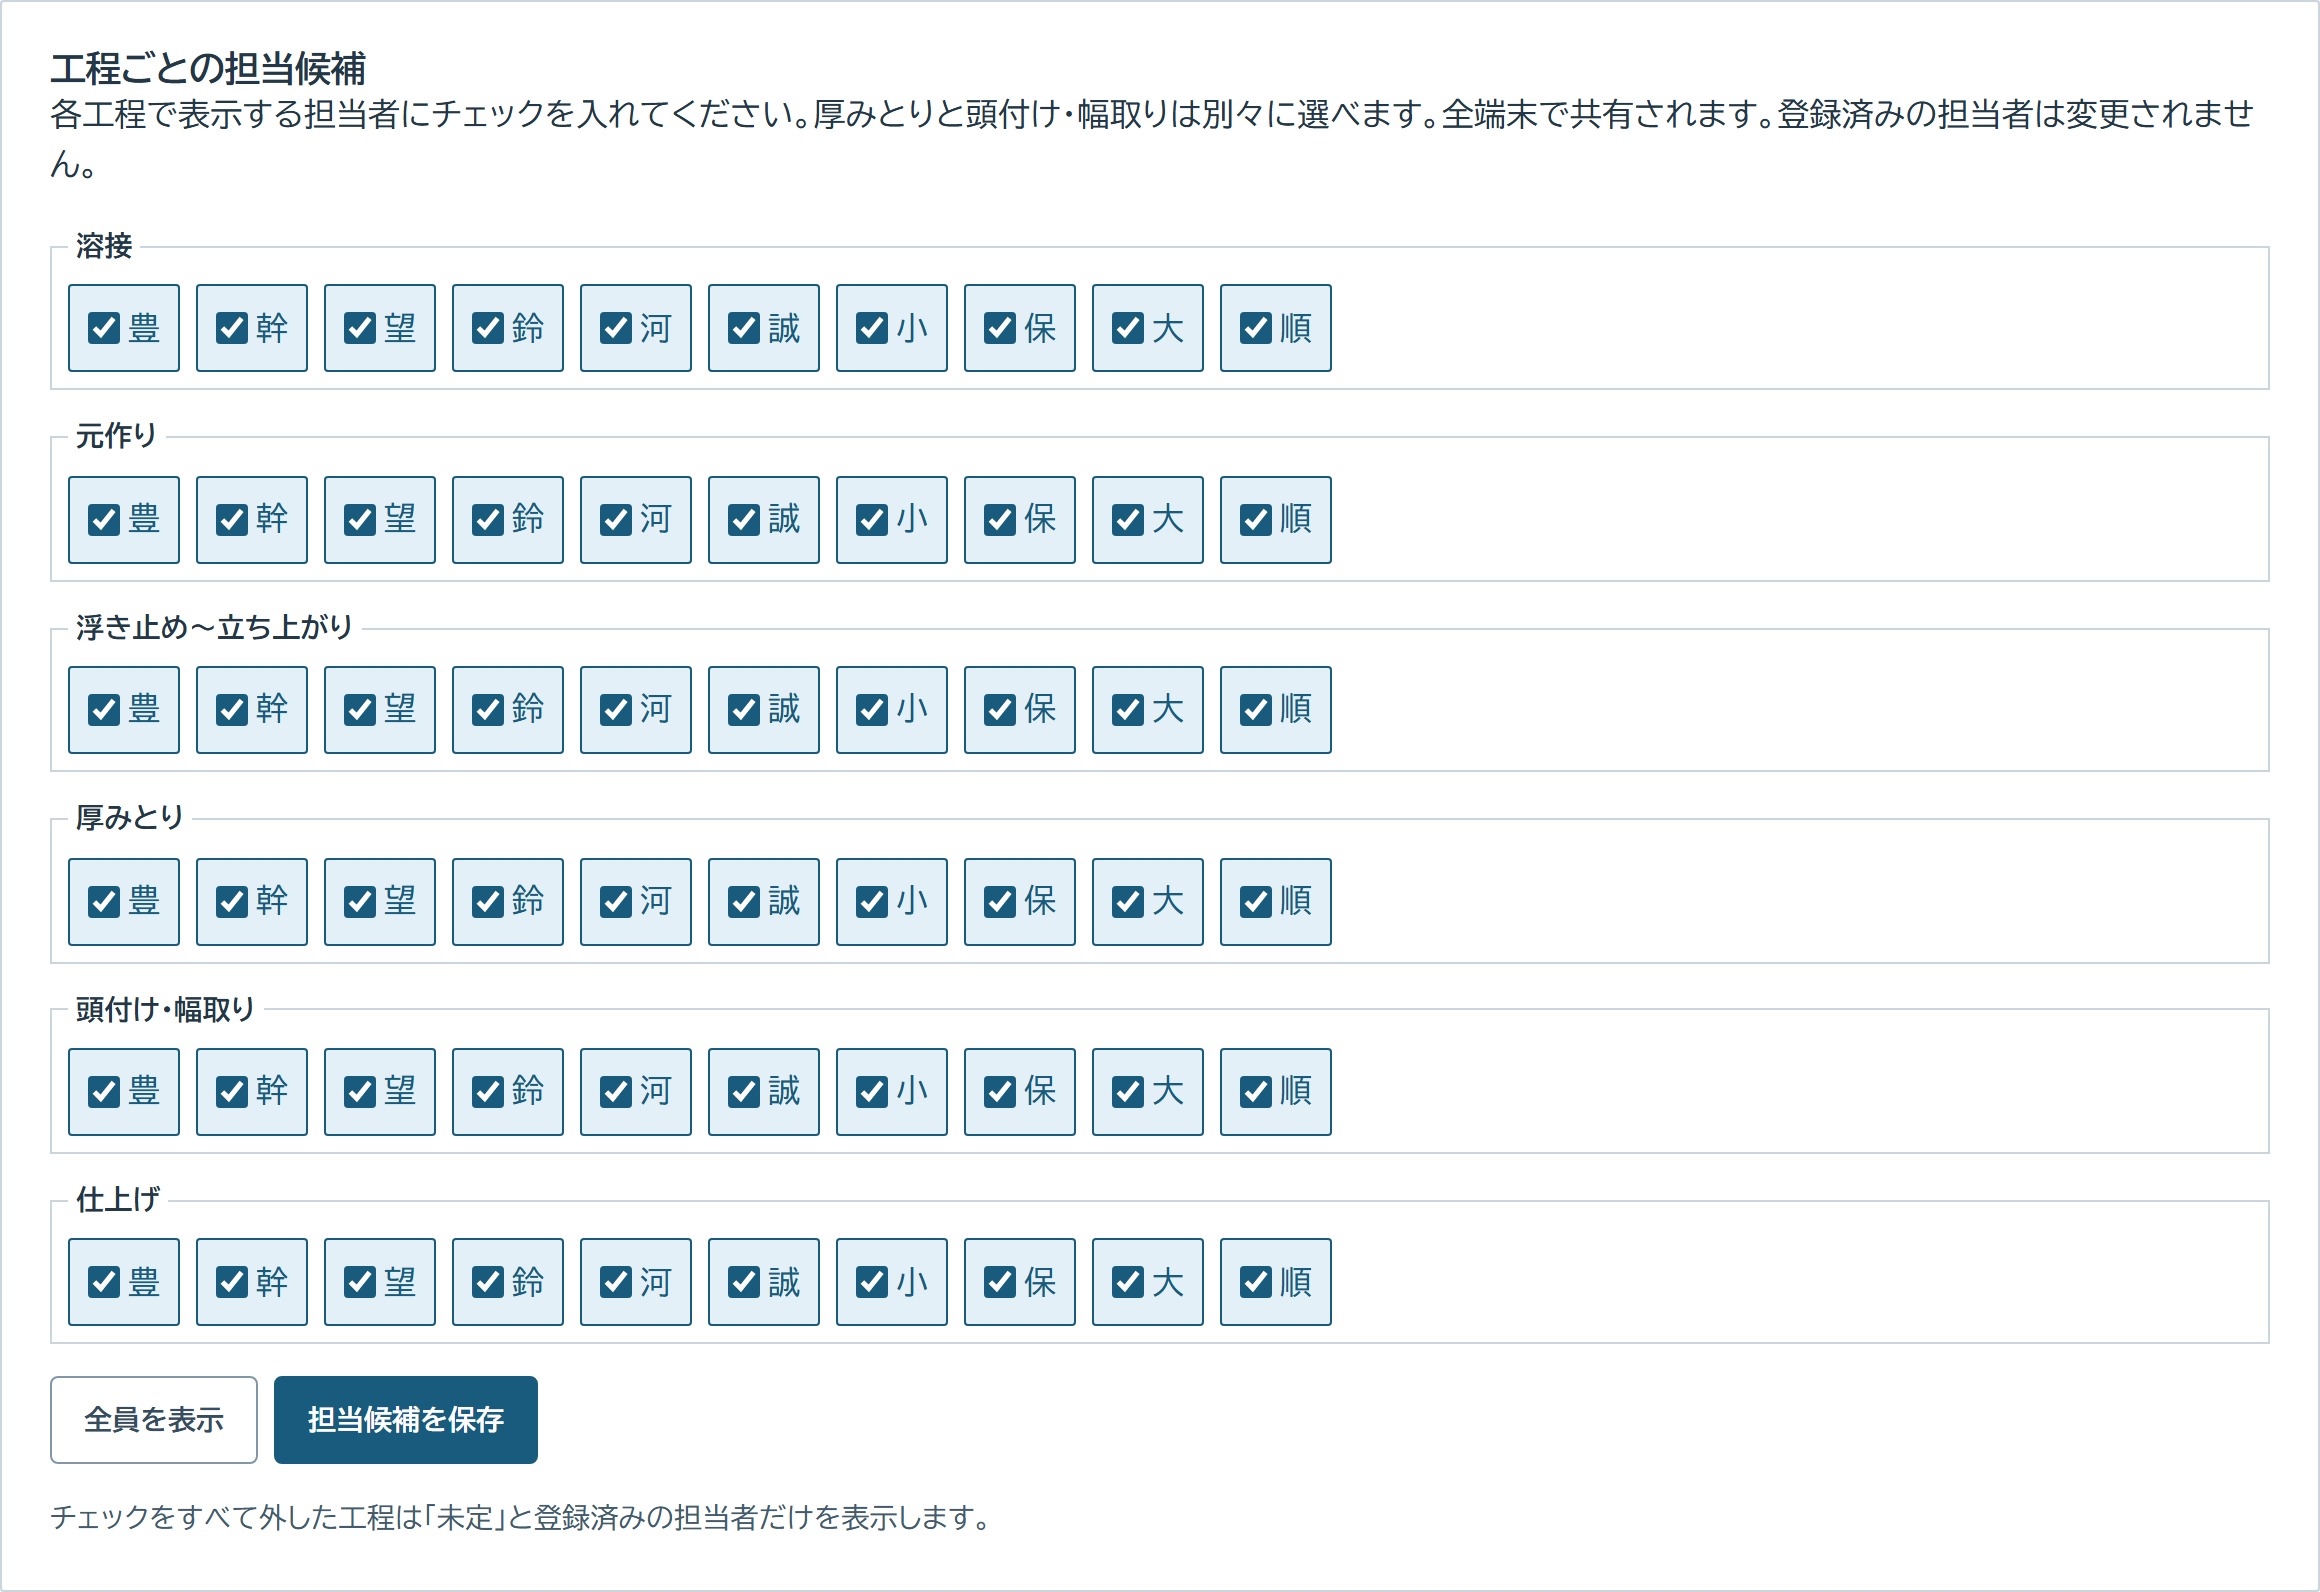 工程ごとの担当候補
各工程で表示する担当者にチェックを入れてください。厚みとりと頭付け・幅取りは別々に選べます。全端末で共有されます。登録済みの担当者は変更されませ
ん。
溶接
豊 幹 望 鈴 河 誠 小 保 大 順
元作り
豊 幹 望 鈴 河 誠 小 保 大 順
浮き止め～立ち上がり
豊 幹 望 鈴 河 誠 小 保 大 順
厚みとり
豊 幹 望 鈴 河 誠 小 保 大 順
頭付け・幅取り
豊 幹 望 鈴 河 誠 小 保 大 順
仕上げ
豊 幹 望 鈴 河 誠 小 保 大 順
全員を表示 担当候補を保存
チェックをすべて外した工程は「未定」と登録済みの担当者だけを表示します。